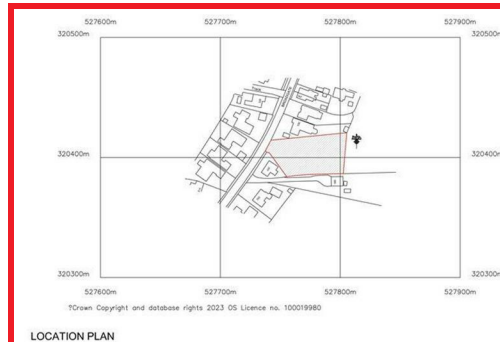 527600m 527700m 527800m 527900m
320500m 320500m
Track
320400m 320400m
320300m 320300m
527600m 527700m 527800m 527900m
?Crown Copyright and database rights 2023 OS Licence no. 100019980
LOCATION PLAN